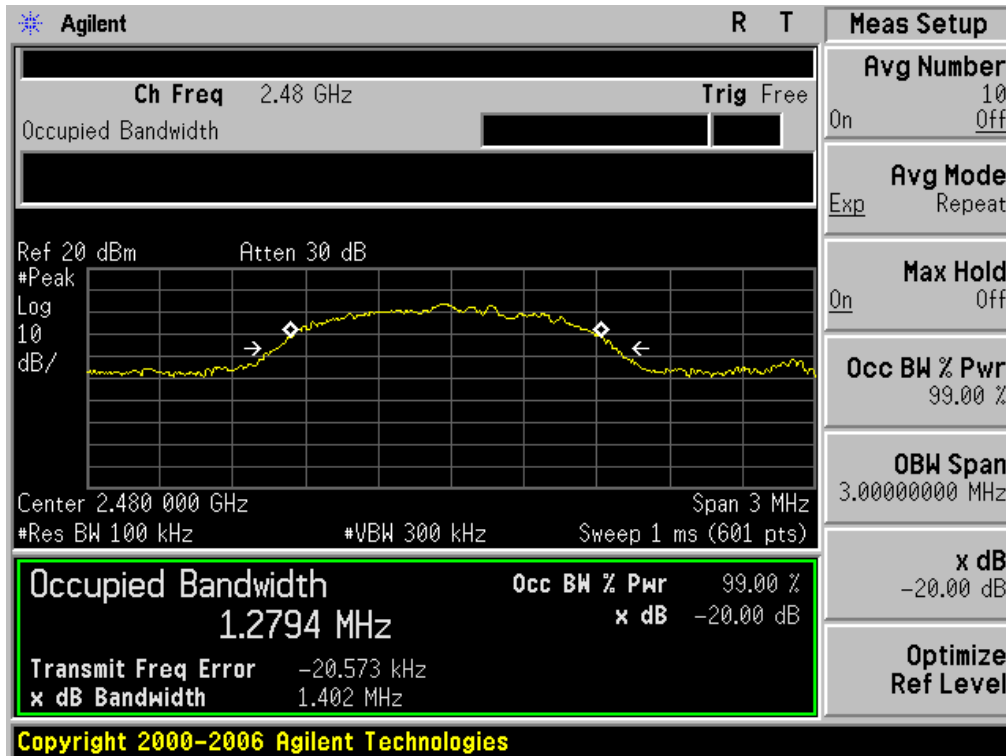 Agilent R T
Ch Freq 2.48 GHz Trig Free
Occupied Bandwidth
Ref 20 dBm Atten 30 dB
#Peak
Log
10
dB/
Center 2.480 000 GHz Span 3 MHz
#Res BW 100 kHz #VBW 300 kHz Sweep 1 ms (601 pts)
Occupied Bandwidth Occ BW % Pwr 99.00 %
1.2794 MHz x dB -20.00 dB
Transmit Freq Error -20.573 kHz
x dB Bandwidth 1.402 MHz
Copyright 2000-2006 Agilent Technologies
Meas Setup
Avg Number
10
On Off
Avg Mode
Exp Repeat
Max Hold
On Off
Occ BW % Pwr
99.00 %
OBW Span
3.00000000 MHz
x dB
-20.00 dB
Optimize
Ref Level